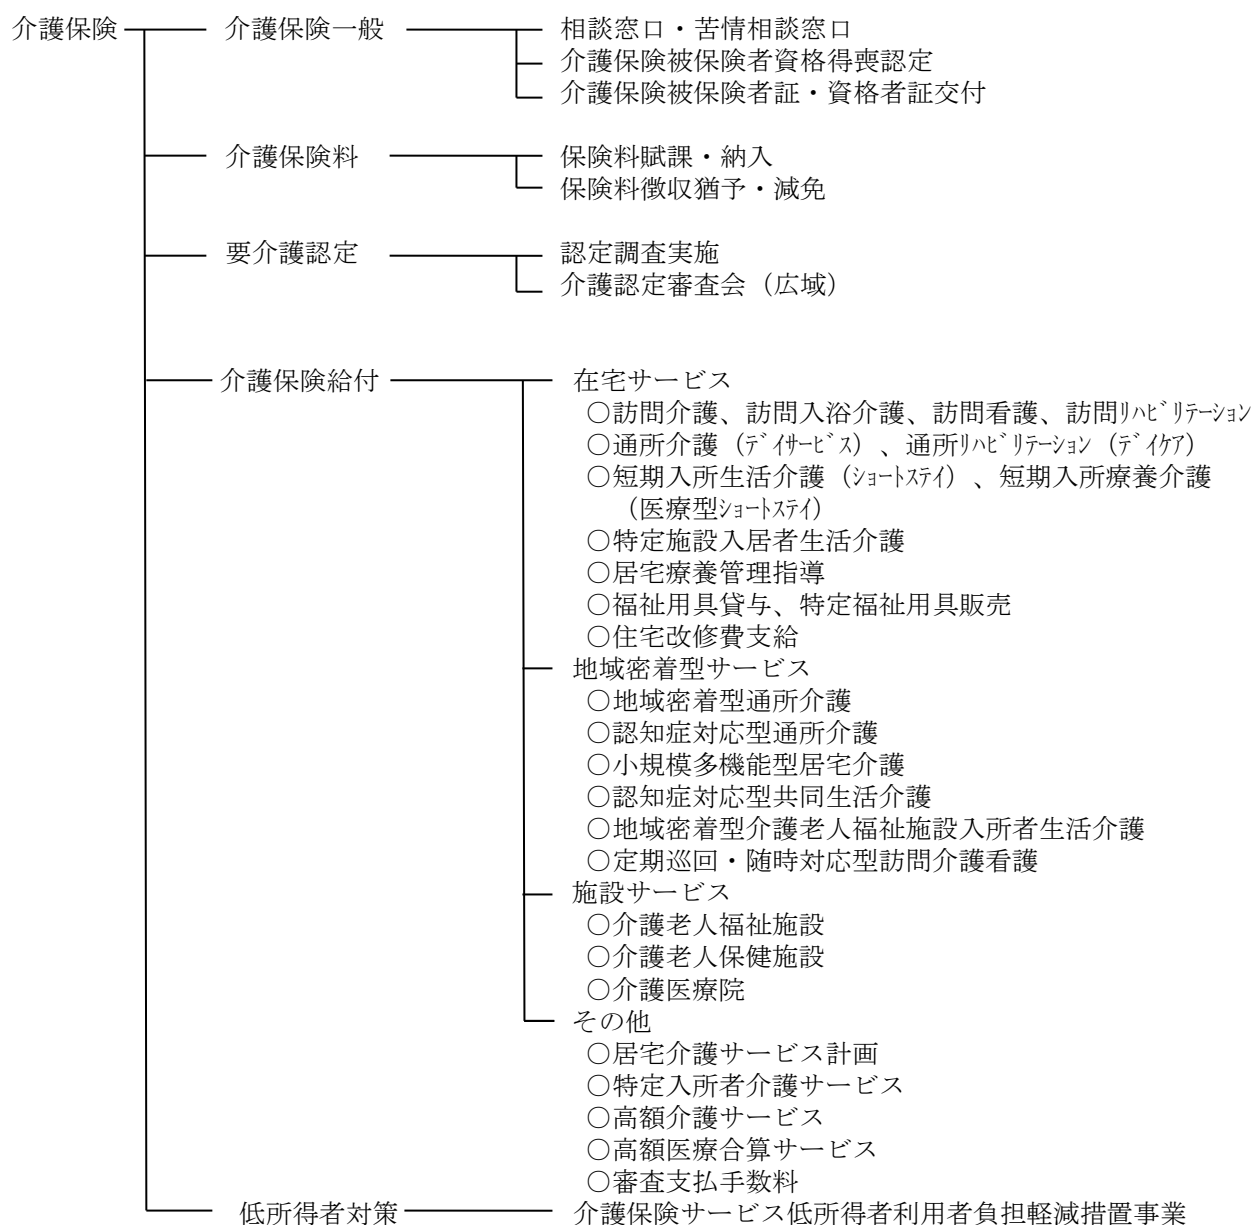 介護保険 介護保険一般 相談窓口・苦情相談窓口
介護保険被保険者資格得喪認定
介護保険被保険者証・資格者証交付
介護保険料 保険料賦課・納入
保険料徴収猶予・減免
要介護認定 認定調査実施
介護認定審査会（広域）
介護保険給付 在宅サービス
○訪問介護、訪問入浴介護、訪問看護、訪問ﾘﾊﾋﾞﾘﾃｰｼｮﾝ
○通所介護（ﾃﾞｲｻｰﾋﾞｽ）、通所ﾘﾊﾋﾞﾘﾃｰｼｮﾝ（ﾃﾞｲｹｱ）
○短期入所生活介護（ｼｮｰﾄｽﾃｲ）、短期入所療養介護
（医療型ｼｮｰﾄｽﾃｲ）
○特定施設入居者生活介護
○居宅療養管理指導
○福祉用具貸与、特定福祉用具販売
○住宅改修費支給
地域密着型サービス
○地域密着型通所介護
○認知症対応型通所介護
○小規模多機能型居宅介護
○認知症対応型共同生活介護
○地域密着型介護老人福祉施設入所者生活介護
○定期巡回・随時対応型訪問介護看護
施設サービス
○介護老人福祉施設
○介護老人保健施設
○介護医療院
その他
○居宅介護サービス計画
○特定入所者介護サービス
○高額介護サービス
○高額医療合算サービス
○審査支払手数料
低所得者対策 介護保険サービス低所得者利用者負担軽減措置事業